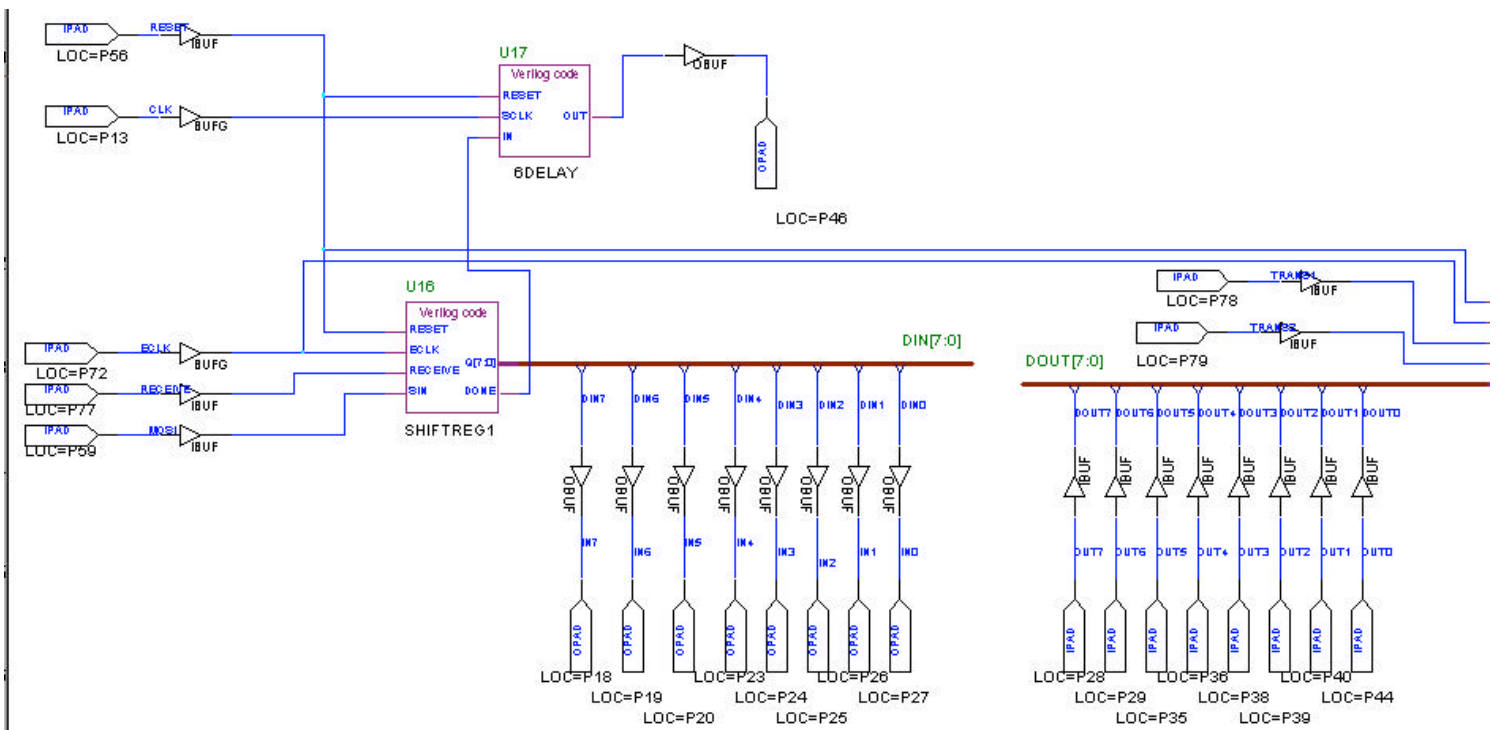 IPAD
RESET
IBUF
LOC=P56
IPAD
CLK
BUFG
LOC=P13
U17
Verilog code
RESET
SCLK
OUT
IN
6DELAY
OBUF
OPAD
LOC=P46
U16
Verilog code
RESET
ECLK
Q[7:0]
RECEIVE
SIN
DONE
SHIFTREG1
IPAD
ECLK
BUFG
LOC=P72
IPAD
RECEIVE
IBUF
LOC=P77
IPAD
MOSI
IBUF
LOC=P59
IPAD
TRANS1
IBUF
LOC=P78
IPAD
TRANS2
IBUF
LOC=P79
DIN[7:0]
DIN7 DIN6 DIN5 DIN4 DIN3 DIN2 DIN1 DIN0
OBUF OBUF OBUF OBUF OBUF OBUF OBUF OBUF
IN7 IN6 IN5 IN4 IN3 IN2 IN1 IN0
OPAD OPAD OPAD OPAD OPAD OPAD OPAD OPAD
LOC=P18 LOC=P23 LOC=P26
LOC=P19 LOC=P24 LOC=P27
LOC=P20 LOC=P25
DOUT[7:0]
DOUT7 DOUT6 DOUT5 DOUT4 DOUT3 DOUT2 DOUT1 DOUT0
IBUF IBUF IBUF IBUF IBUF IBUF IBUF IBUF
OUT7 OUT6 OUT5 OUT4 OUT3 OUT2 OUT1 OUT0
IPAD IPAD IPAD IPAD IPAD IPAD IPAD IPAD
LOC=P28 LOC=P36 LOC=P40
LOC=P29 LOC=P38 LOC=P44
LOC=P35 LOC=P39